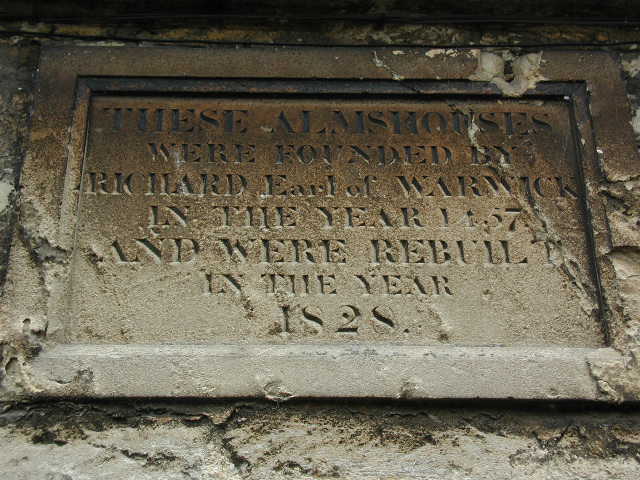 THESE ALMSHOUSES
WERE FOUNDED BY
RICHARD Earl of WARWICK
IN THE YEAR 1457.
AND WERE REBUILT
IN THE YEAR
1828.